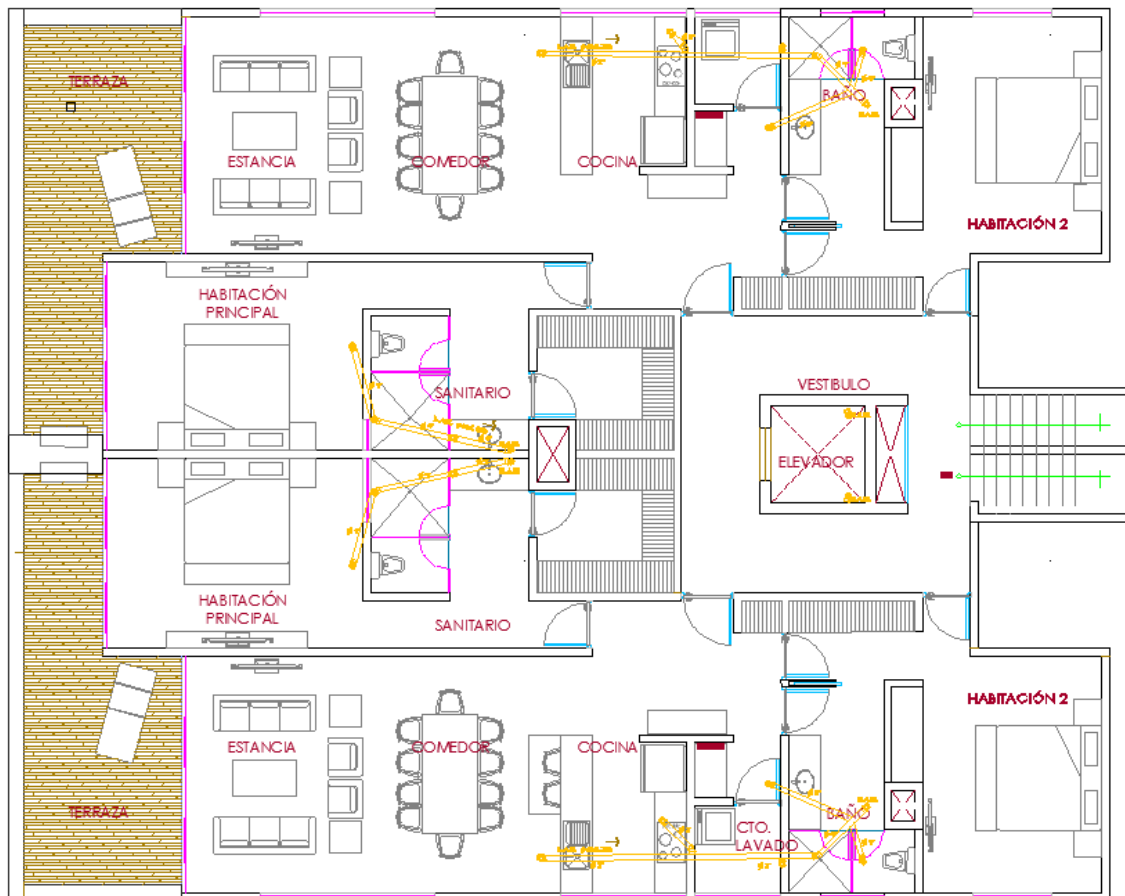 TERRAZA
BAÑO
ESTANCIA
COMEDOR
COCINA
HABITACIÓN 2
HABITACIÓN
PRINCIPAL
SANITARIO
VESTIBULO
ELEVADOR
HABITACIÓN
PRINCIPAL
SANITARIO
HABITACIÓN 2
ESTANCIA
COMEDOR
COCINA
TERRAZA
CTO.
LAVADO
BAÑO